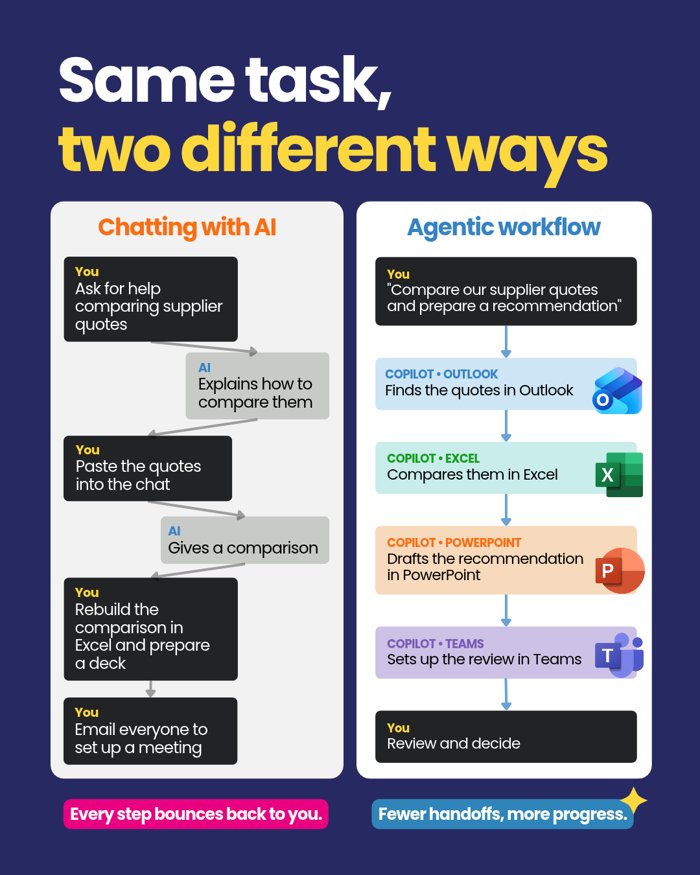 Same task,
two different ways
Chatting with AI
You
Ask for help
comparing supplier
quotes
AI
Explains how to
compare them
You
Paste the quotes
into the chat
AI
Gives a comparison
You
Rebuild the
comparison in
Excel and prepare
a deck
You
Email everyone to
set up a meeting
Every step bounces back to you.
Agentic workflow
You
"Compare our supplier quotes
and prepare a recommendation"
COPILOT • OUTLOOK
Finds the quotes in Outlook
O
COPILOT • EXCEL
Compares them in Excel
X
COPILOT • POWERPOINT
Drafts the recommendation
in PowerPoint
P
COPILOT • TEAMS
Sets up the review in Teams
T
You
Review and decide
Fewer handoffs, more progress.